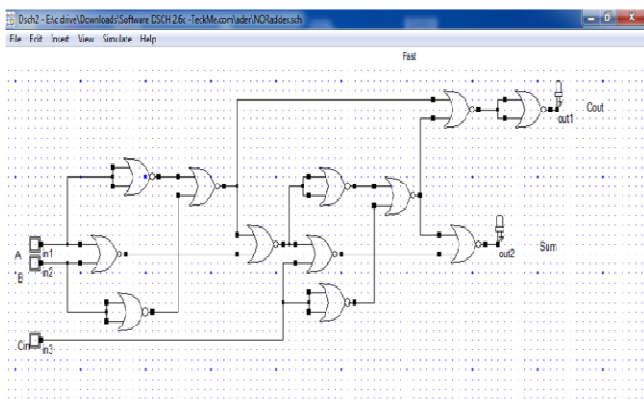 Dsch2 - E:\c drive\Downloads\Software DSCH 2.6c -TeckMe.com\ader\NORadder.sch
File Edit Insert View Simulate Help
Fast
Cout
out1
A
in1
B
in2
out2
Sum
Cin
in3